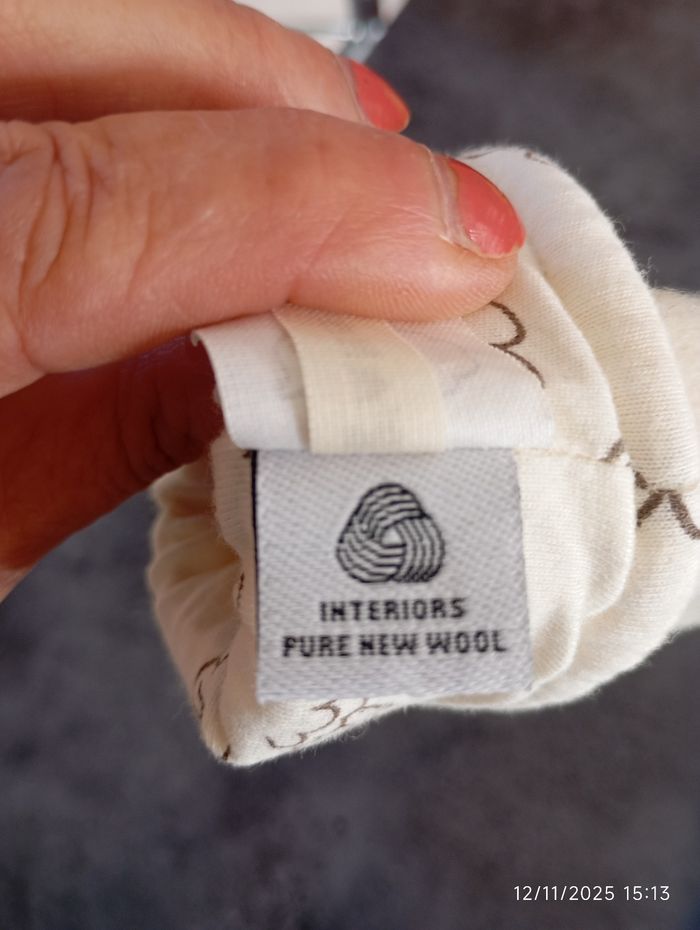 INTERIORS
PURE NEW WOOL
12/11/2025 15:13